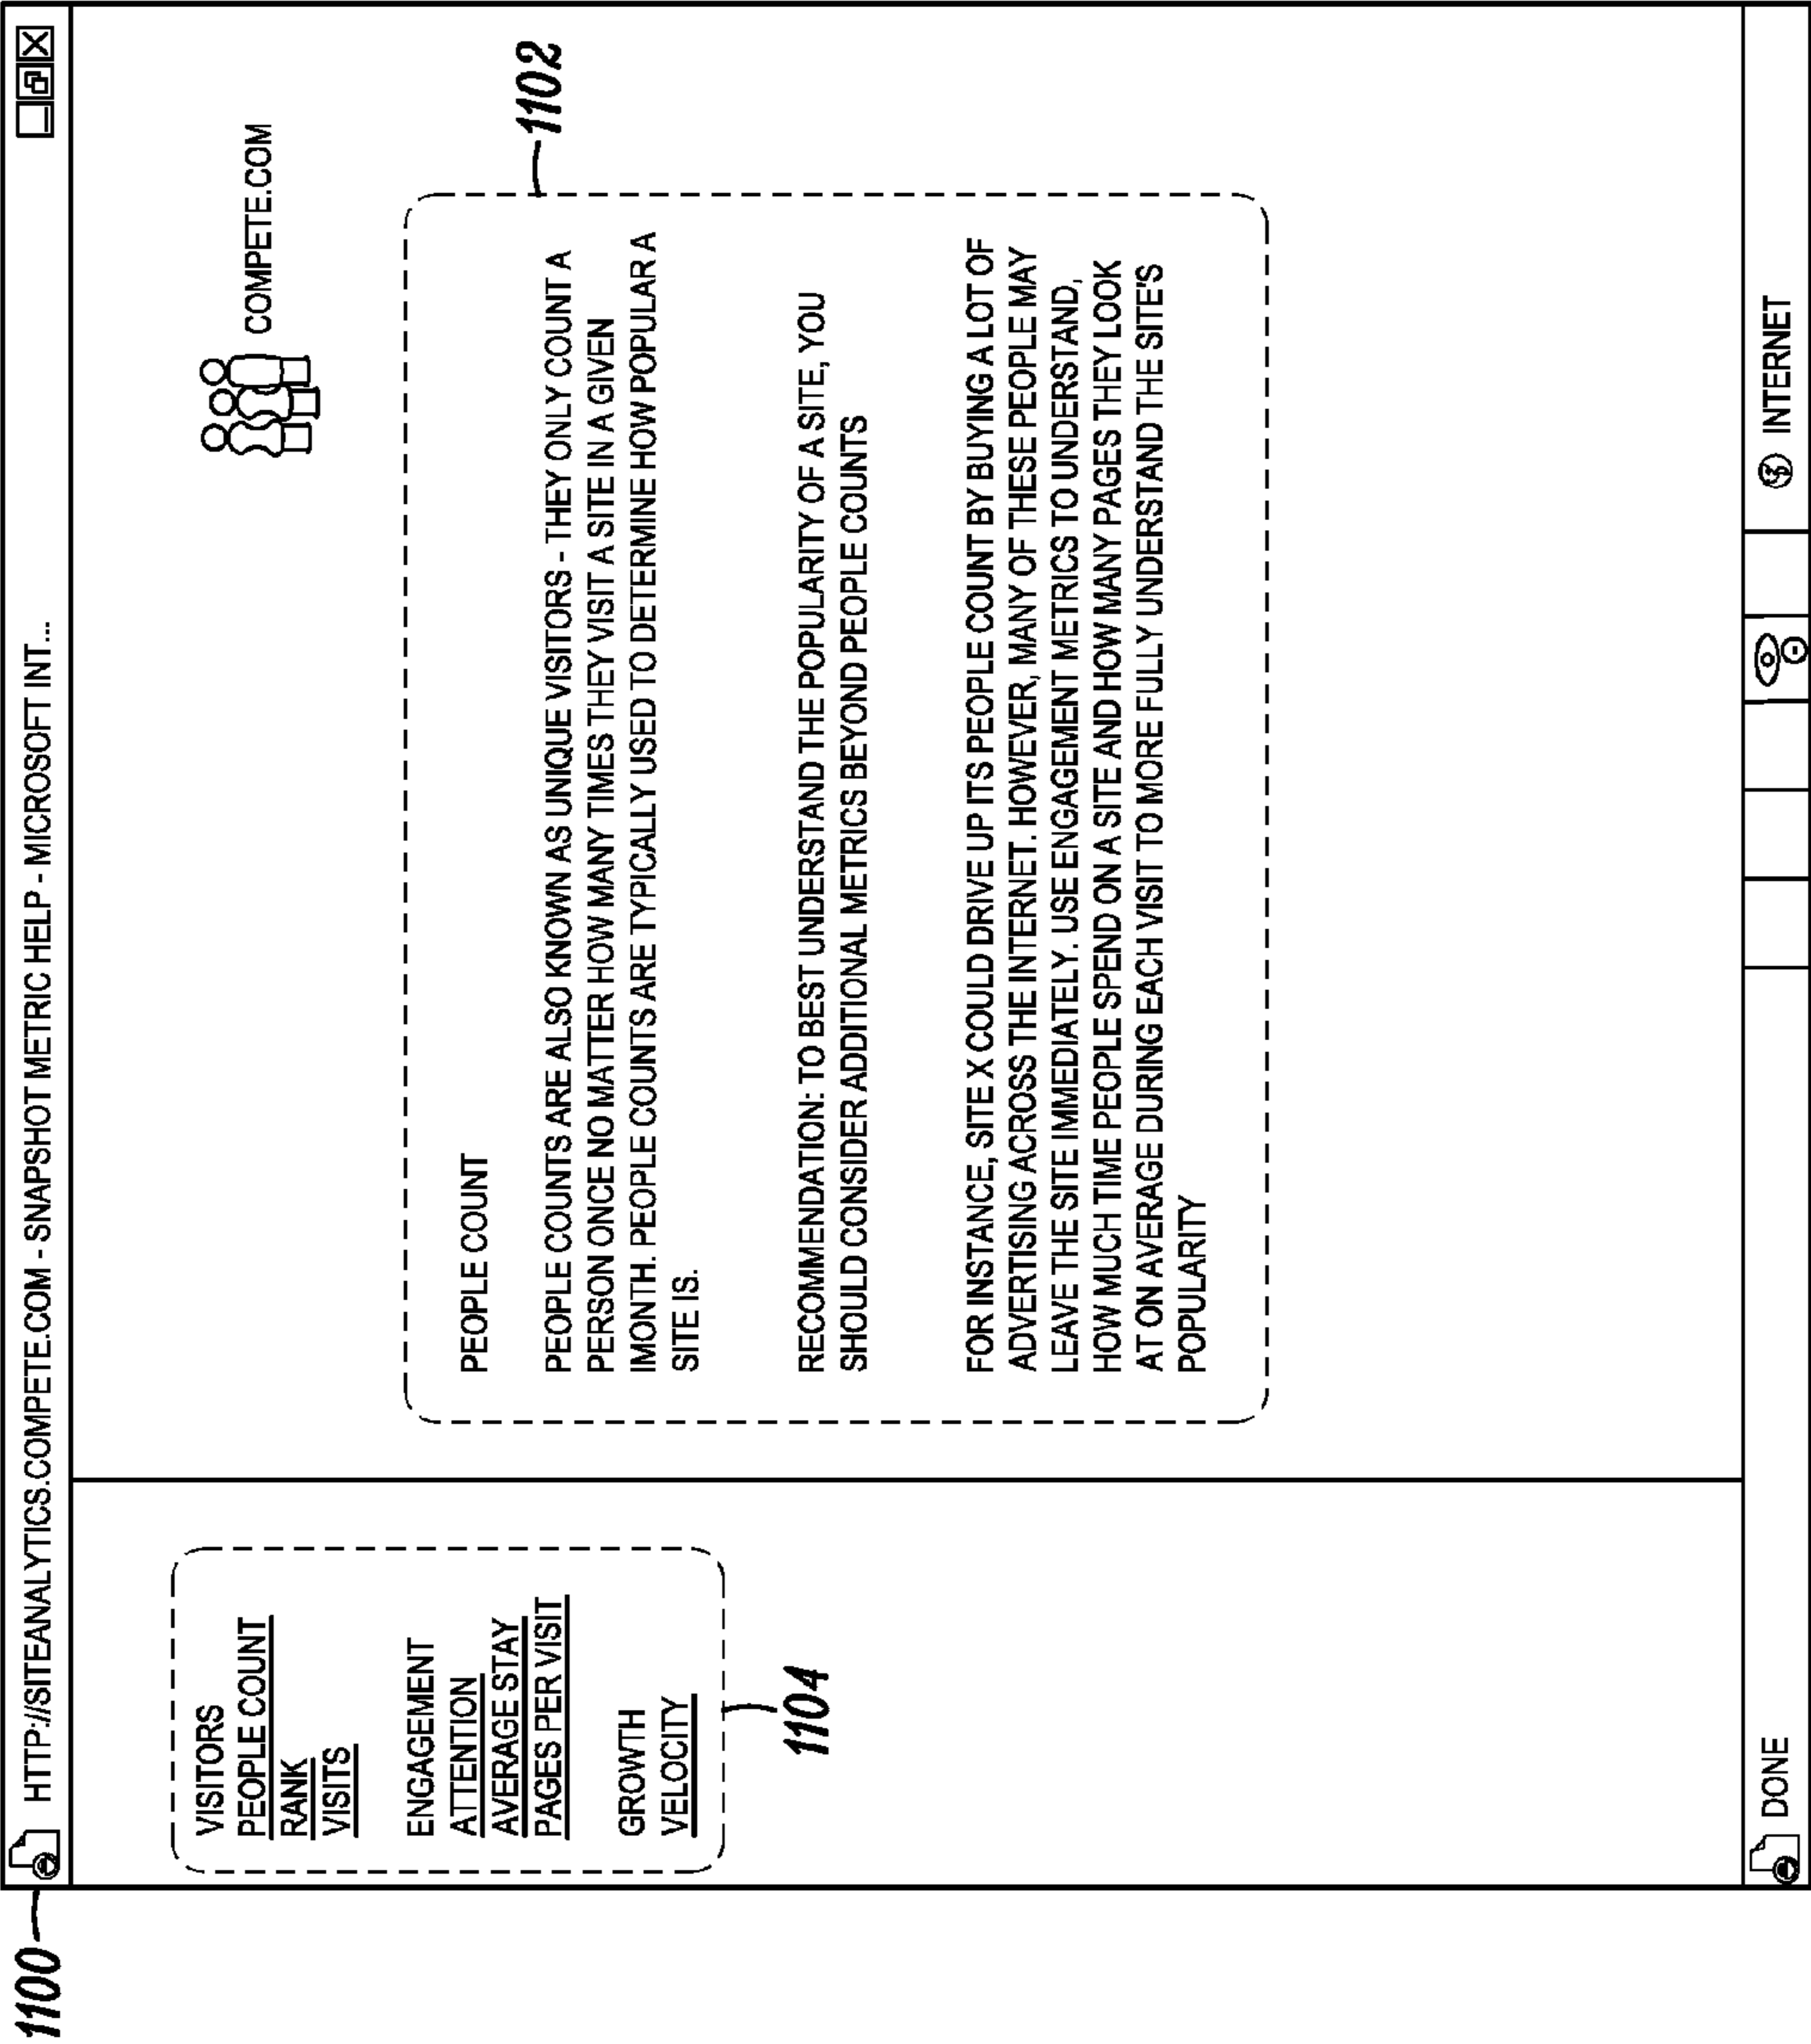 1100
HTTP://SITEANALYTICS.COMPETE.COM - SNAPSHOT METRIC HELP - MICROSOFT INT...
VISITORS
PEOPLE COUNT
RANK
VISITS
ENGAGEMENT
ATTENTION
AVERAGE STAY
PAGES PER VISIT
GROWTH
VELOCITY
1104
COMPETE.COM
1102
PEOPLE COUNT
PEOPLE COUNTS ARE ALSO KNOWN AS UNIQUE VISITORS - THEY ONLY COUNT A
PERSON ONCE NO MATTER HOW MANY TIMES THEY VISIT A SITE IN A GIVEN
IMONTH. PEOPLE COUNTS ARE TYPICALLY USED TO DETERMINE HOW POPULAR A
SITE IS.
RECOMMENDATION: TO BEST UNDERSTAND THE POPULARITY OF A SITE, YOU
SHOULD CONSIDER ADDITIONAL METRICS BEYOND PEOPLE COUNTS
FOR INSTANCE, SITE X COULD DRIVE UP ITS PEOPLE COUNT BY BUYING A LOT OF
ADVERTISING ACROSS THE INTERNET. HOWEVER, MANY OF THESE PEOPLE MAY
LEAVE THE SITE IMMEDIATELY. USE ENGAGEMENT METRICS TO UNDERSTAND,
HOW MUCH TIME PEOPLE SPEND ON A SITE AND HOW MANY PAGES THEY LOOK
AT ON AVERAGE DURING EACH VISIT TO MORE FULLY UNDERSTAND THE SITE'S
POPULARITY
DONE
INTERNET